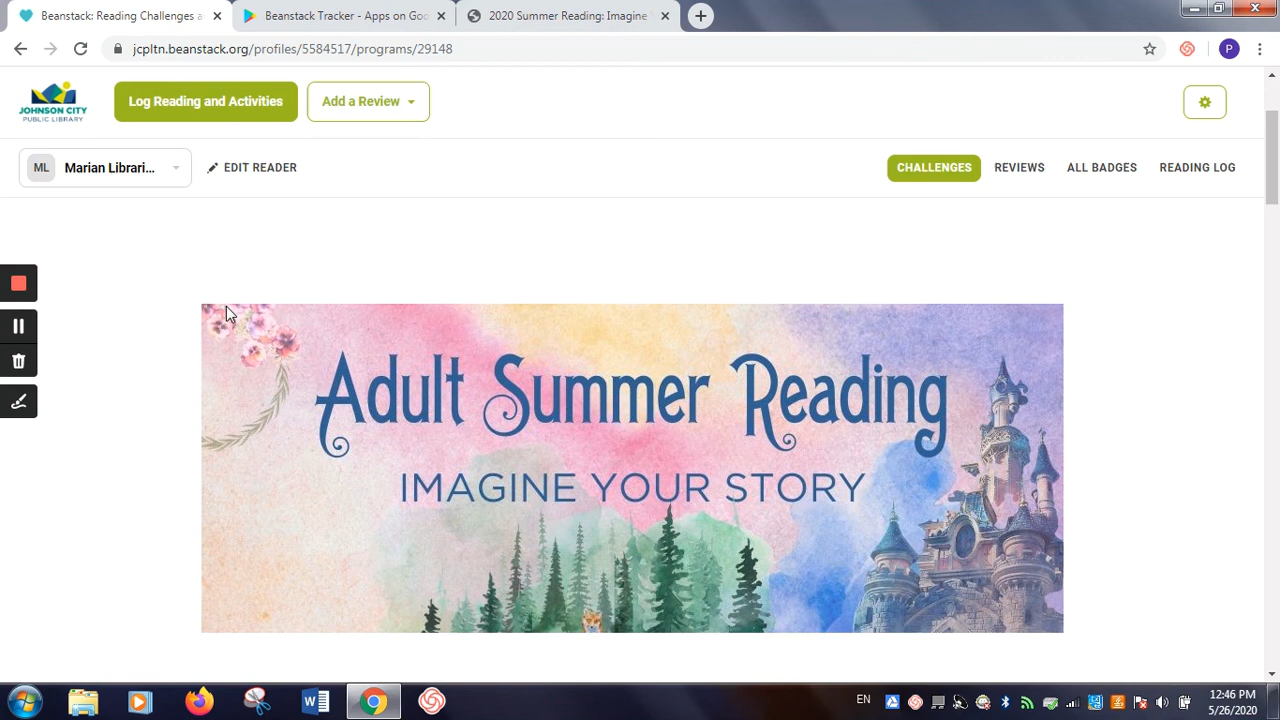 Beanstack: Reading Challenges a
Beanstack Tracker - Apps on Goo
2020 Summer Reading: Imagine
jcpltn.beanstack.org/profiles/5584517/programs/29148
P
JOHNSON CITY
PUBLIC LIBRARY
Log Reading and Activities
Add a Review
ML
Marian Librari...
EDIT READER
CHALLENGES
REVIEWS
ALL BADGES
READING LOG
Adult Summer Reading
IMAGINE YOUR STORY
EN
12:46 PM
5/26/2020